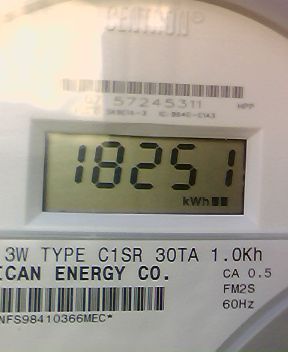 CENTRON®
57245311
HPP
18251
kWh
3W TYPE C1SR 30TA 1.0Kh
ICAN ENERGY CO. CA 0.5
FM2S
NFS98410366MEC* 60Hz